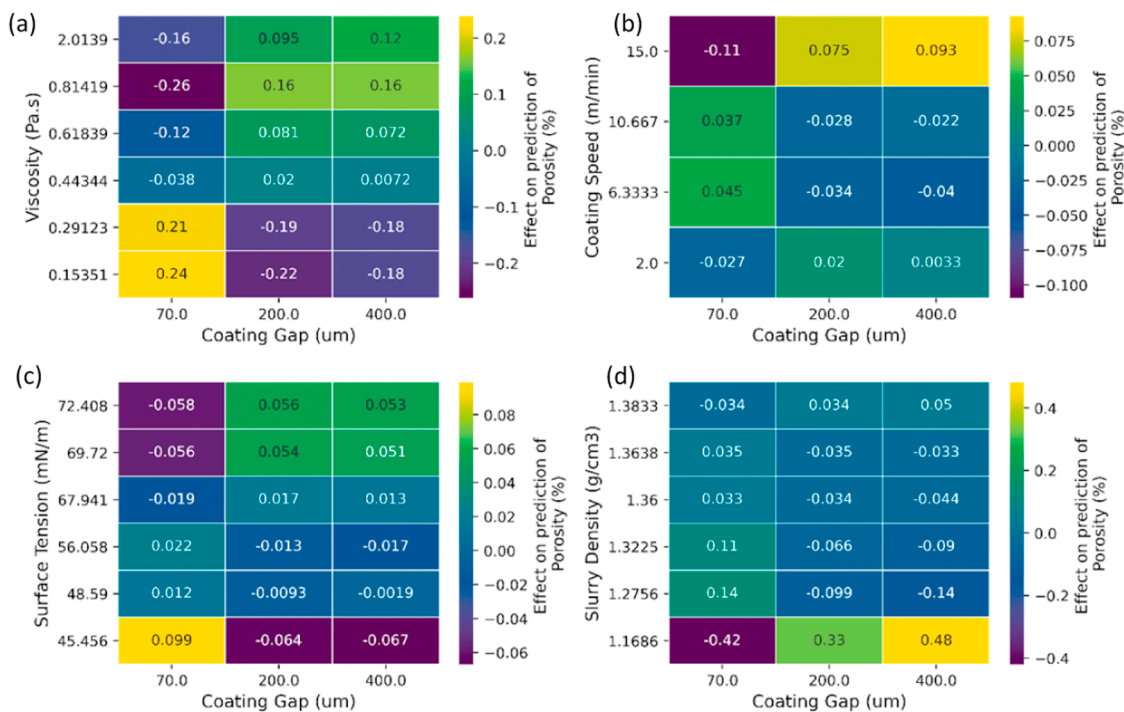 (a)
Viscosity (Pa.s)
2.0139 -0.16 0.095 0.12
0.81419 -0.26 0.16 0.16
0.61839 -0.12 0.081 0.072
0.44344 -0.038 0.02 0.0072
0.29123 0.21 -0.19 -0.18
0.15351 0.24 -0.22 -0.18
70.0 200.0 400.0
Coating Gap (um)
0.2
0.1
0.0
−0.1
−0.2
Effect on prediction of
Porosity (%)
(b)
Coating Speed (m/min)
15.0 -0.11 0.075 0.093
10.667 0.037 -0.028 -0.022
6.3333 0.045 -0.034 -0.04
2.0 -0.027 0.02 0.0033
70.0 200.0 400.0
Coating Gap (um)
0.075
0.050
0.025
0.000
−0.025
−0.050
−0.075
−0.100
Effect on prediction of
Porosity (%)
(c)
Surface Tension (mN/m)
72.408 -0.058 0.056 0.053
69.72 -0.056 0.054 0.051
67.941 -0.019 0.017 0.013
56.058 0.022 -0.013 -0.017
48.59 0.012 -0.0093 -0.0019
45.456 0.099 -0.064 -0.067
70.0 200.0 400.0
Coating Gap (um)
0.08
0.06
0.04
0.02
0.00
−0.02
−0.04
−0.06
Effect on prediction of
Porosity (%)
(d)
Slurry Density (g/cm3)
1.3833 -0.034 0.034 0.05
1.3638 0.035 -0.035 -0.033
1.36 0.033 -0.034 -0.044
1.3225 0.11 -0.066 -0.09
1.2756 0.14 -0.099 -0.14
1.1686 -0.42 0.33 0.48
70.0 200.0 400.0
Coating Gap (um)
0.4
0.2
0.0
−0.2
−0.4
Effect on prediction of
Porosity (%)